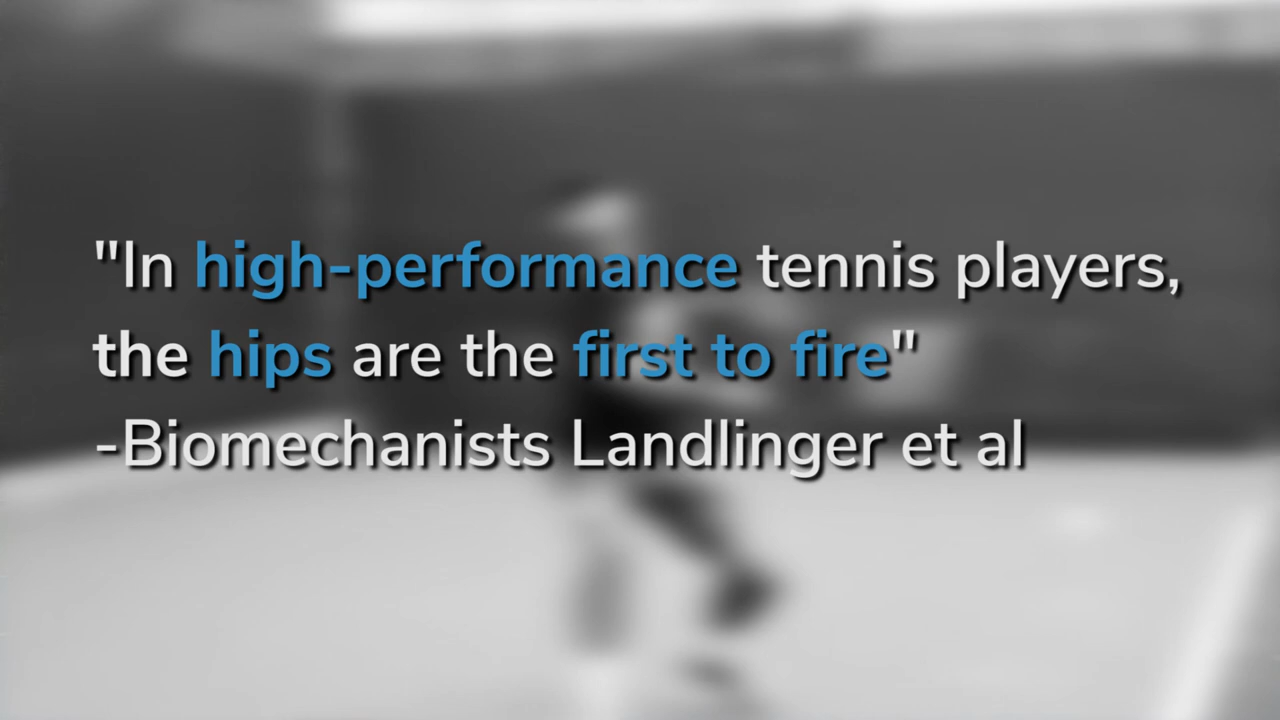 "In high-performance tennis players,
the hips are the first to fire"
-Biomechanists Landlinger et al